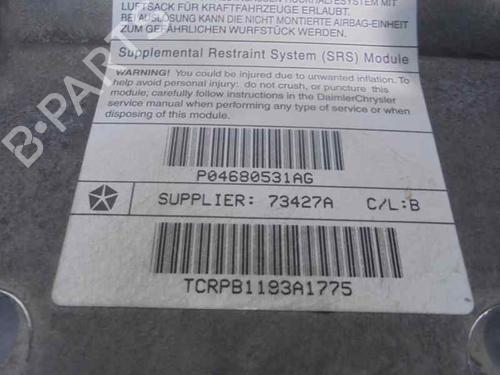 LUFTSACK FÜR KRAFTFAHRZEUGE ERLAUBT.
BEI AUSLÖSUNG KANN DIE NICHT MONTIERTE AIRBAG-EINHEIT
ZUM GEFÄHRLICHEN WURFSTÜCK WERDEN.
Supplemental Restraint System (SRS) Module
WARNING! You could be injured due to unwanted inflation. To
help avoid personal injury: do not crush, or puncture this
module; carefully follow instructions in the DaimlerChrysler
service manual when performing any type of service or when
disposing of this module.
P04680531AG
SUPPLIER: 73427A C/L:B
TCRPB1193A1775
B-PARTS